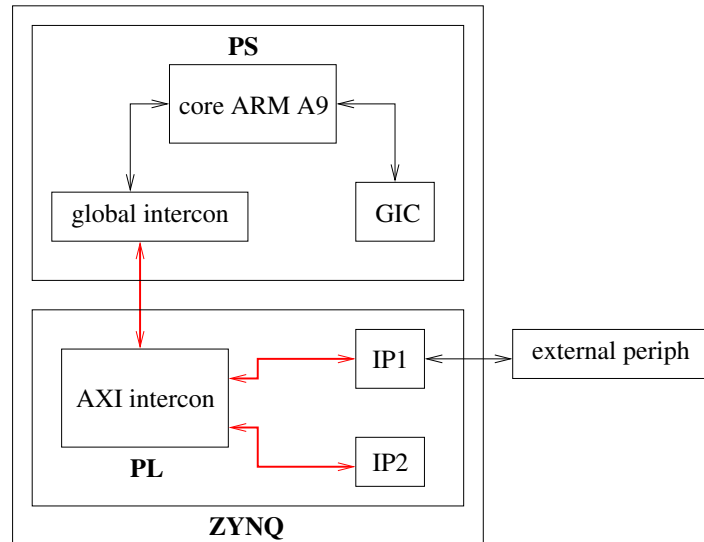 PS
core ARM A9
global intercon
GIC
IP1
external periph
AXI intercon
IP2
PL
ZYNQ